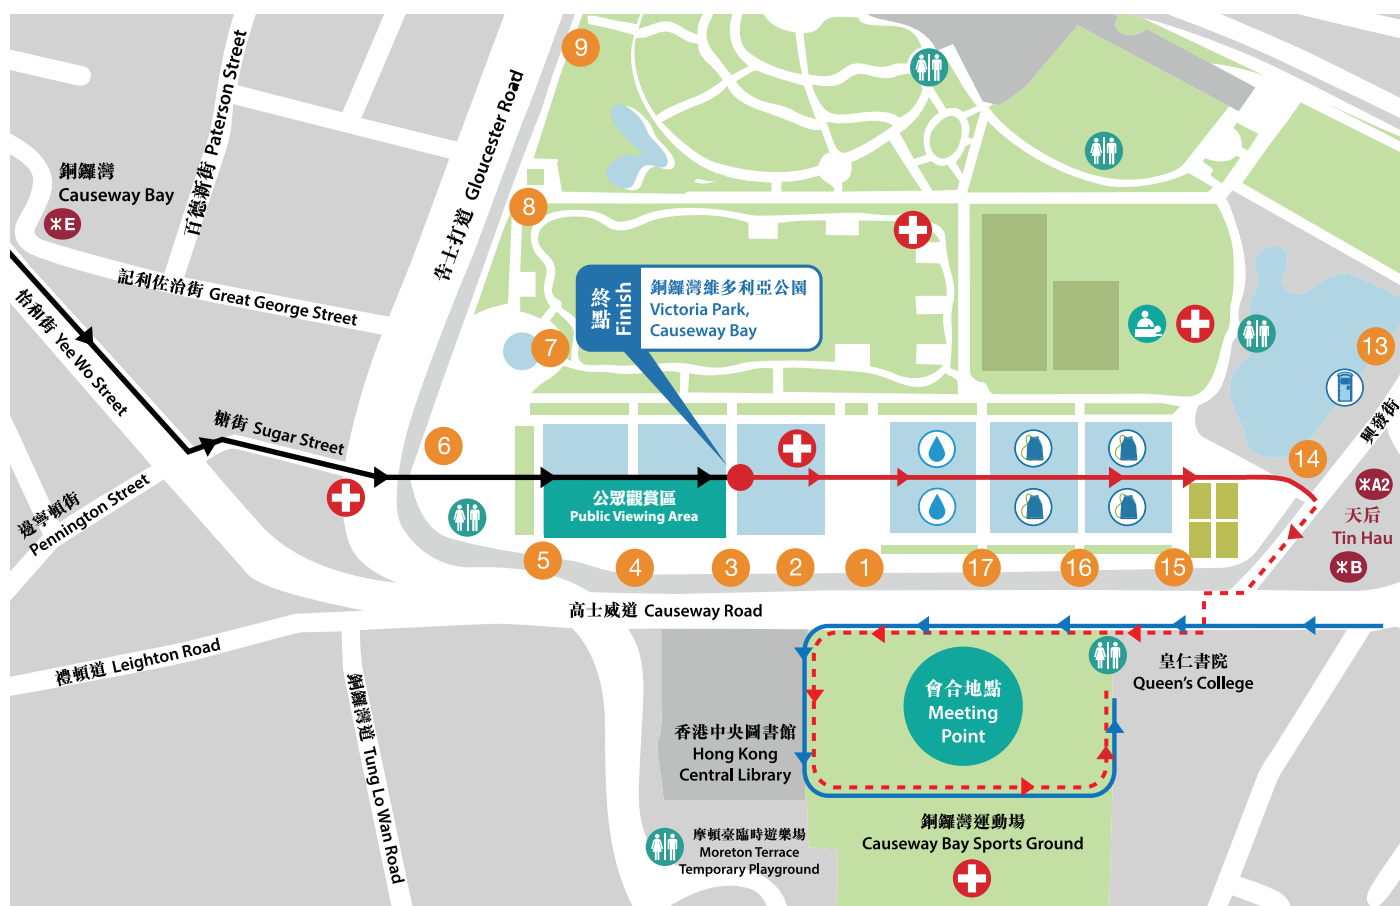 9
銅鑼灣
Causeway Bay
E
百德新街 Paterson Street
告士打道 Gloucester Road
8
記利佐治街 Great George Street
怡和街 Yee Wo Street
終點
Finish
銅鑼灣維多利亞公園
Victoria Park,
Causeway Bay
7
13
興發街
糖街 Sugar Street
6
14
A2
天后
Tin Hau
B
公眾觀賞區
Public Viewing Area
邊寧頓街
Pennington Street
5
4
3
2
1
17
16
15
高士威道 Causeway Road
禮頓道 Leighton Road
銅鑼灣道 Tung Lo Wan Road
會合地點
Meeting
Point
皇仁書院
Queen's College
香港中央圖書館
Hong Kong
Central Library
銅鑼灣運動場
Causeway Bay Sports Ground
摩頓臺臨時遊樂場
Moreton Terrace
Temporary Playground